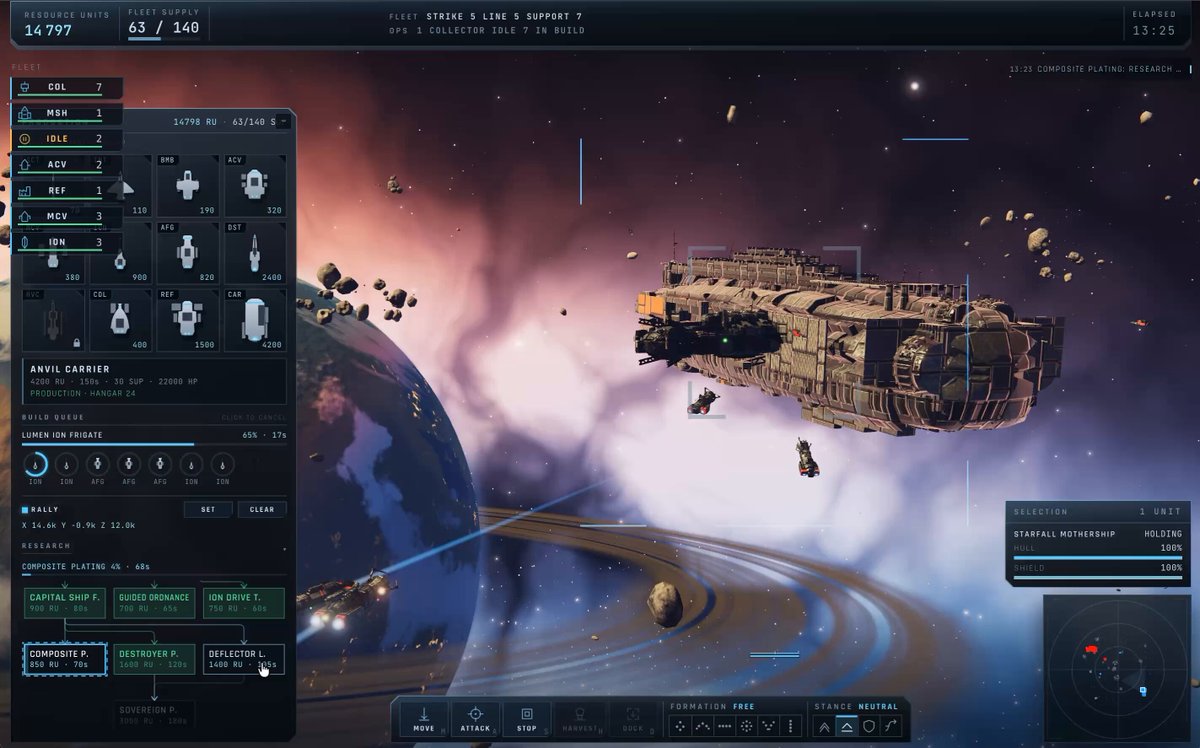 RESOURCE UNITS
14797
FLEET SUPPLY
63 / 140
FLEET STRIKE 5 LINE 5 SUPPORT 7
OPS 1 COLLECTOR IDLE 7 IN BUILD
ELAPSED
13:25
13:23 COMPOSITE PLATING: RESEARCH …
FLEET
COL 7
MSH 1
IDLE 2
ACV 2
REF 1
MCV 3
ION 3
14798 RU · 63/140 S
BMB
ACV
110
190
320
AFG
DST
380
900
820
2400
COL
REF
CAR
400
1500
4200
ANVIL CARRIER
4200 RU · 150s · 30 SUP · 22000 HP
PRODUCTION · HANGAR 24
BUILD QUEUE
CLICK TO CANCEL
LUMEN ION FRIGATE
65% · 17s
ION
ION
AFG
AFG
AFG
ION
ION
RALLY
SET
CLEAR
X 14.6k Y -0.9k Z 12.0k
RESEARCH
COMPOSITE PLATING 4% · 68s
CAPITAL SHIP F.
900 RU · 80s
GUIDED ORDNANCE
700 RU · 65s
ION DRIVE T.
750 RU · 60s
COMPOSITE P.
850 RU · 70s
DESTROYER P.
1600 RU · 120s
DEFLECTOR L.
1400 RU · 105s
SOVEREIGN P.
3000 RU · 180s
SELECTION
1 UNIT
STARFALL MOTHERSHIP
HOLDING
HULL
100%
SHIELD
100%
MOVE M
ATTACK A
STOP S
HARVEST H
DOCK D
FORMATION FREE
STANCE NEUTRAL